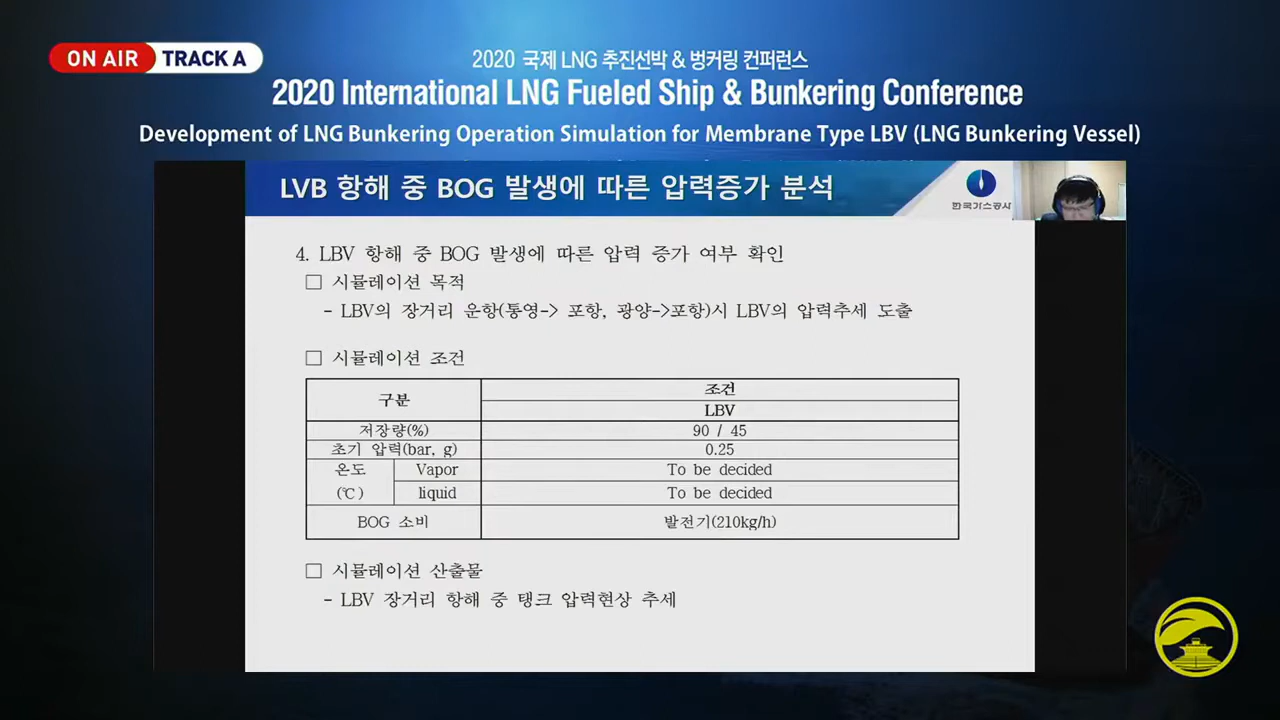 ON AIR TRACK A
2020 국제 LNG 추진선박 & 벙커링 컨퍼런스
2020 International LNG Fueled Ship & Bunkering Conference
Development of LNG Bunkering Operation Simulation for Membrane Type LBV (LNG Bunkering Vessel)
LVB 항해 중 BOG 발생에 따른 압력증가 분석
한국가스공사
4. LBV 항해 중 BOG 발생에 따른 압력 증가 여부 확인
□ 시뮬레이션 목적
- LBV의 장거리 운항(통영-> 포항, 광양->포항)시 LBV의 압력추세 도출
□ 시뮬레이션 조건
구분 조건
LBV
저장량(%) 90 / 45
초기 압력(bar, g) 0.25
온도 (℃) Vapor To be decided
liquid To be decided
BOG 소비 발전기(210kg/h)
□ 시뮬레이션 산출물
- LBV 장거리 항해 중 탱크 압력현상 추세